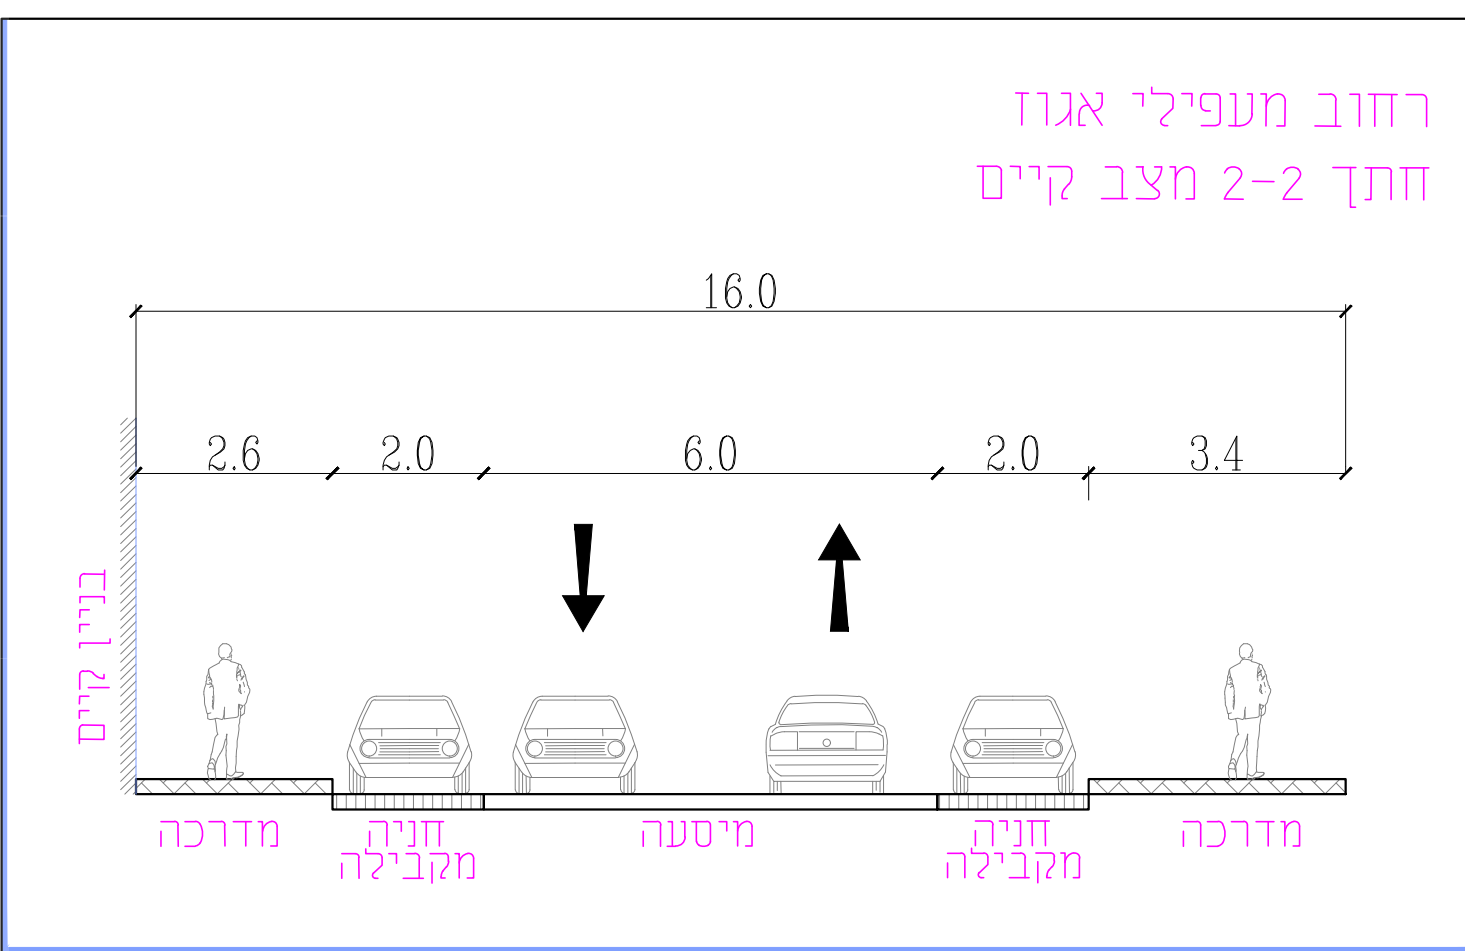 רחוב מעפילי אגוז
חתך 2-2 מצב קיים
16.0
2.6
2.0
6.0
2.0
3.4
בניין קיים
מדרכה
חניה
מקבילה
מיסעה
חניה
מקבילה
מדרכה